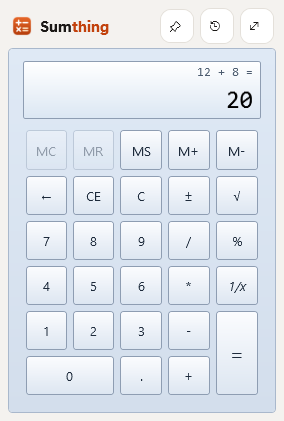 Sumthing
12 + 8 =
20
MC MR MS M+ M-
← CE C ± √
7 8 9 / %
4 5 6 * 1/x
1 2 3 - =
0 . +